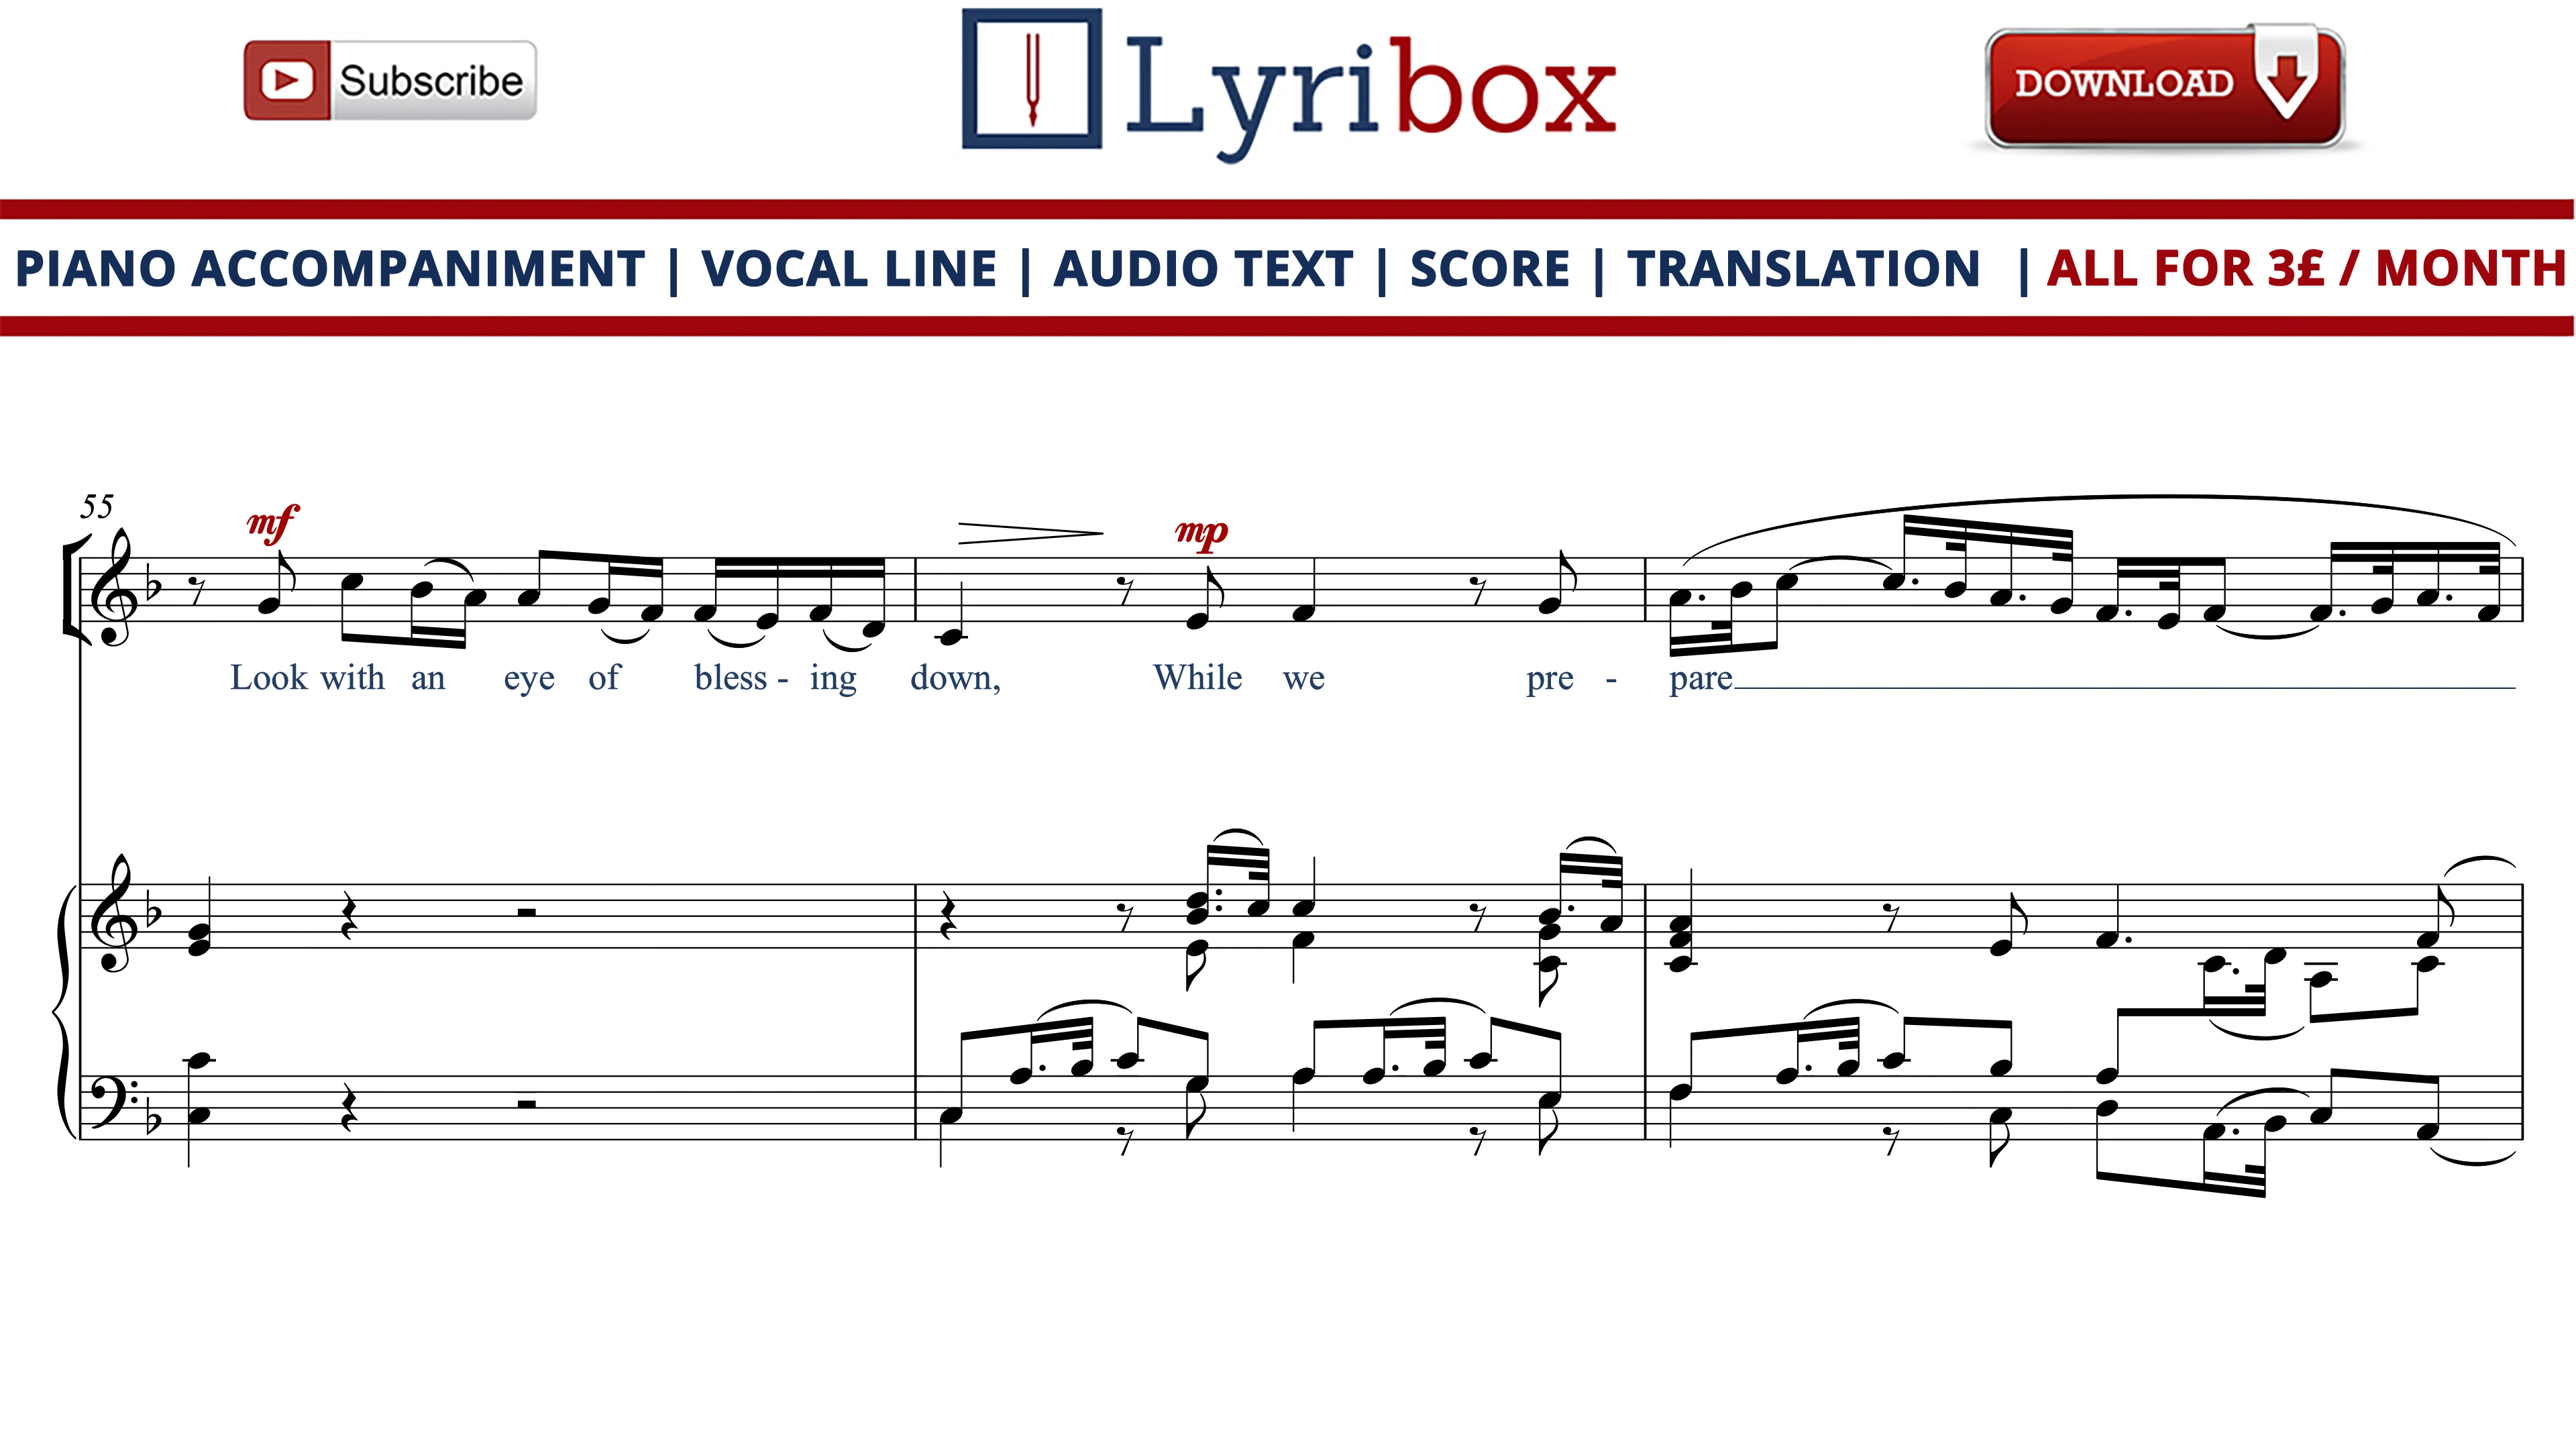 Subscribe
Lyribox
DOWNLOAD
PIANO ACCOMPANIMENT | VOCAL LINE | AUDIO TEXT | SCORE | TRANSLATION | ALL FOR 3£ / MONTH
55
mf
mp
Look with an eye of bless - ing down, While we pre - pare